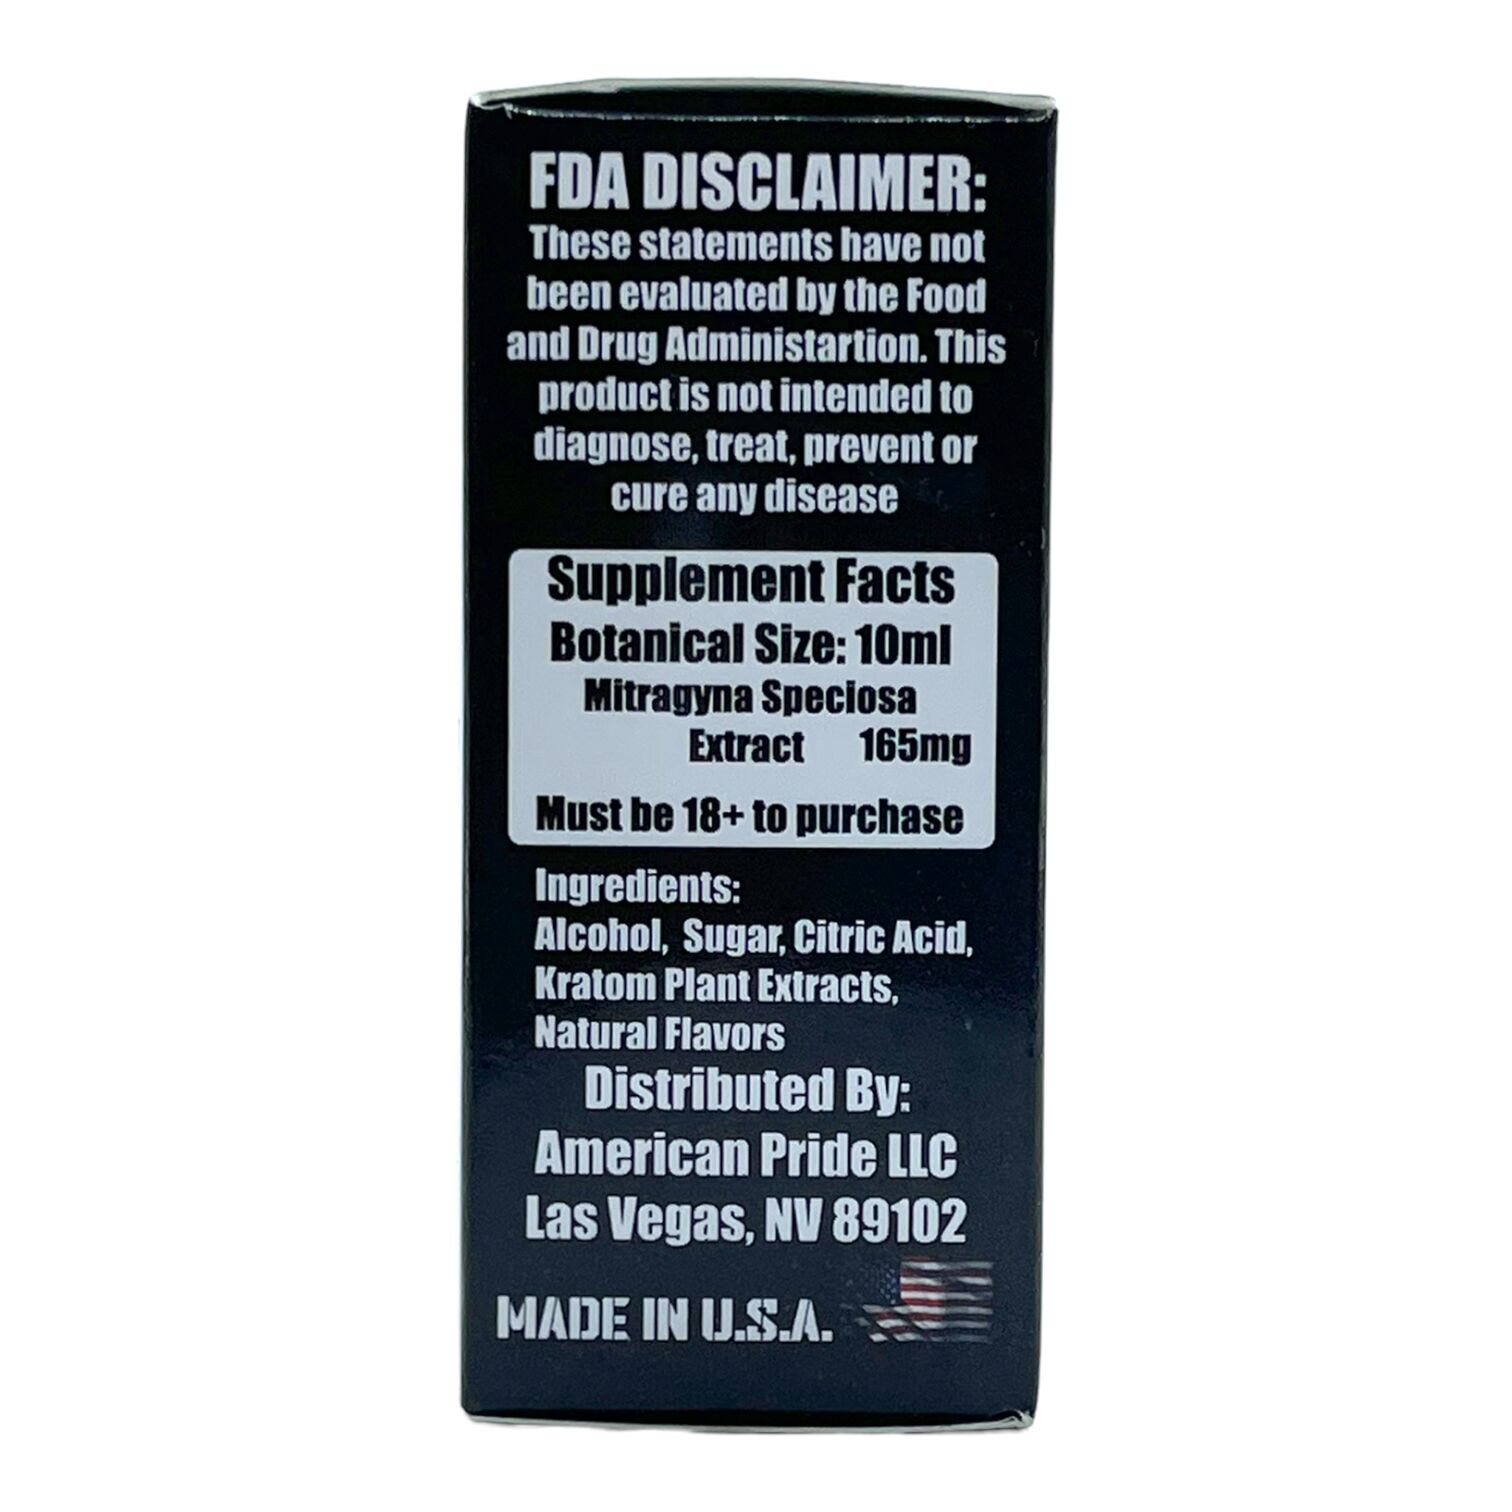 FDA DISCLAIMER:
These statements have not
been evaluated by the Food
and Drug Administartion. This
product is not intended to
diagnose, treat, prevent or
cure any disease
Supplement Facts
Botanical Size: 10ml
Mitragyna Speciosa
Extract 165mg
Must be 18+ to purchase
Ingredients:
Alcohol, Sugar, Citric Acid,
Kratom Plant Extracts,
Natural Flavors
Distributed By:
American Pride LLC
Las Vegas, NV 89102
MADE IN U.S.A.